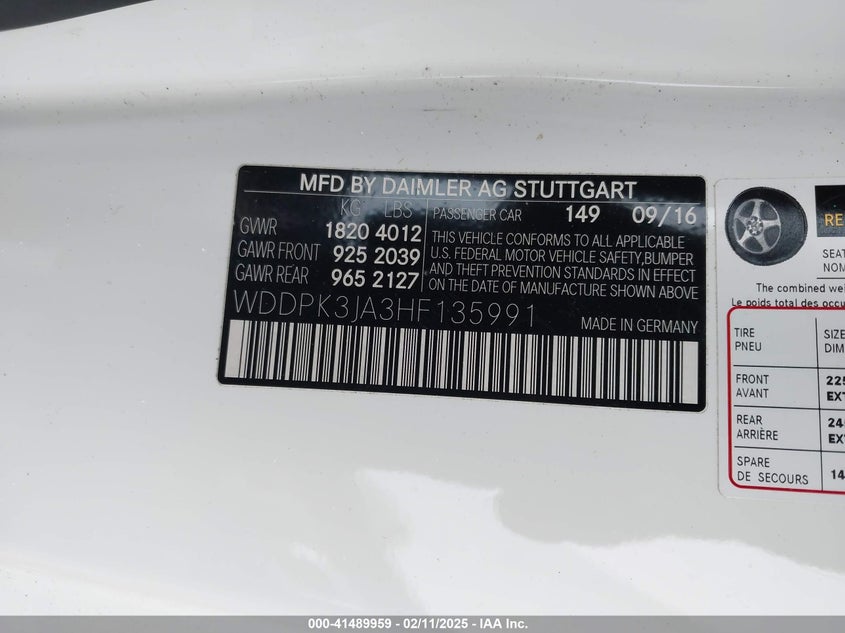 MFD BY DAIMLER AG STUTTGART
KG LBS
GVWR 1820 4012
GAWR FRONT 925 2039
GAWR REAR 965 2127
PASSENGER CAR 149 09/16
THIS VEHICLE CONFORMS TO ALL APPLICABLE
U.S. FEDERAL MOTOR VEHICLE SAFETY,BUMPER
AND THEFT PREVENTION STANDARDS IN EFFECT
ON THE DATE OF MANUFACTURE SHOWN ABOVE
WDDPK3JA3HF135991
MADE IN GERMANY
The combined
Le poids total des
TIRE
PNEU
FRONT
AVANT
REAR
ARRIÈRE
SPARE
DE SECOURS
000-41489959 – 02/11/2025 – IAA Inc.